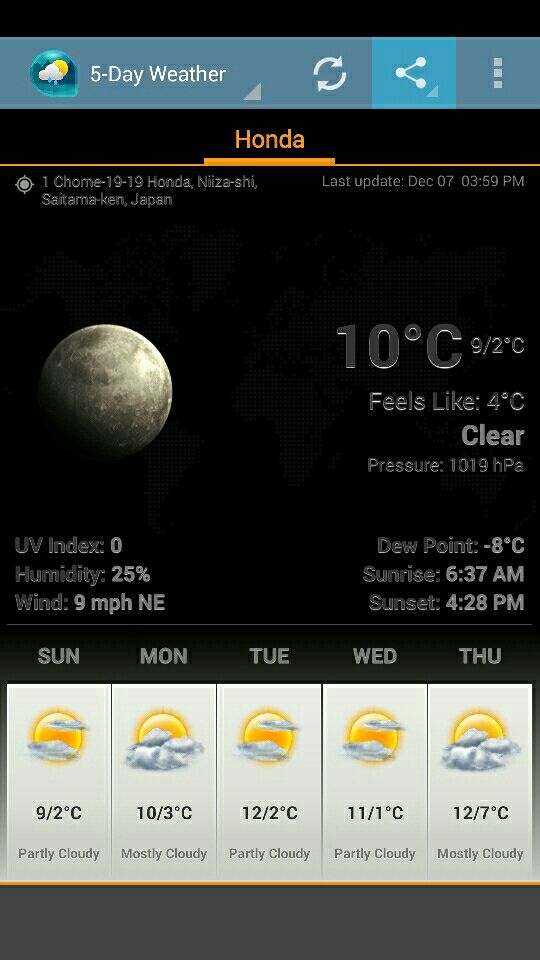 5-Day Weather
Honda
1 Chome-19-19 Honda, Niiza-shi,
Saitama-ken, Japan
Last update: Dec 07 03:59 PM
10°C 9/2°C
Feels Like: 4°C
Clear
Pressure: 1019 hPa
UV Index: 0
Dew Point: -8°C
Humidity: 25%
Sunrise: 6:37 AM
Wind: 9 mph NE
Sunset: 4:28 PM
SUN MON TUE WED THU
9/2°C 10/3°C 12/2°C 11/1°C 12/7°C
Partly Cloudy Mostly Cloudy Partly Cloudy Partly Cloudy Mostly Cloudy